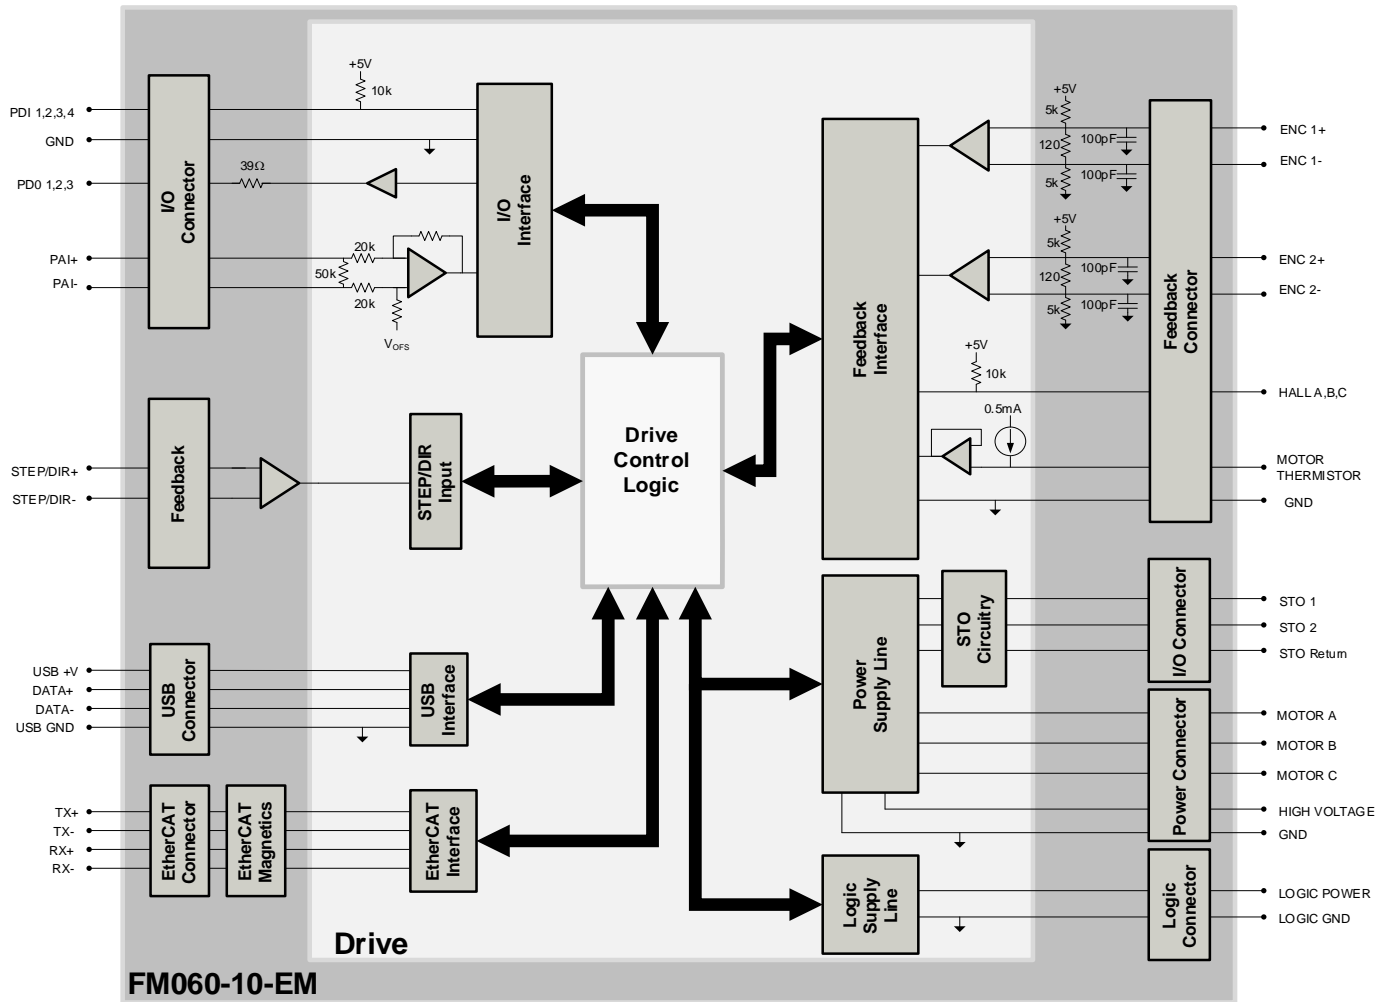 PDI 1,2,3,4
GND
PD0 1,2,3
PAI+
PAI-
I/O
Connector
+5V
10k
39Ω
20k
50k
20k
VOFS
I/O
Interface
STEP/DIR+
STEP/DIR-
Feedback
STEP/DIR
Input
USB +V
DATA+
DATA-
USB GND
USB
Connector
USB
Interface
TX+
TX-
RX+
RX-
EtherCAT
Connector
EtherCAT
Magnetics
EtherCAT
Interface
Drive
Control
Logic
Feedback
Interface
+5V
5k
120
5k
100pF
100pF
+5V
5k
120
5k
100pF
100pF
+5V
10k
0.5mA
Feedback
Connector
ENC 1+
ENC 1-
ENC 2+
ENC 2-
HALL A,B,C
MOTOR
THERMISTOR
GND
Power
Supply Line
STO
Circuitry
I/O Connector
STO 1
STO 2
STO Return
Power Connector
MOTOR A
MOTOR B
MOTOR C
HIGH VOLTAGE
GND
Logic
Supply
Line
Logic
Connector
LOGIC POWER
LOGIC GND
Drive
FM060-10-EM